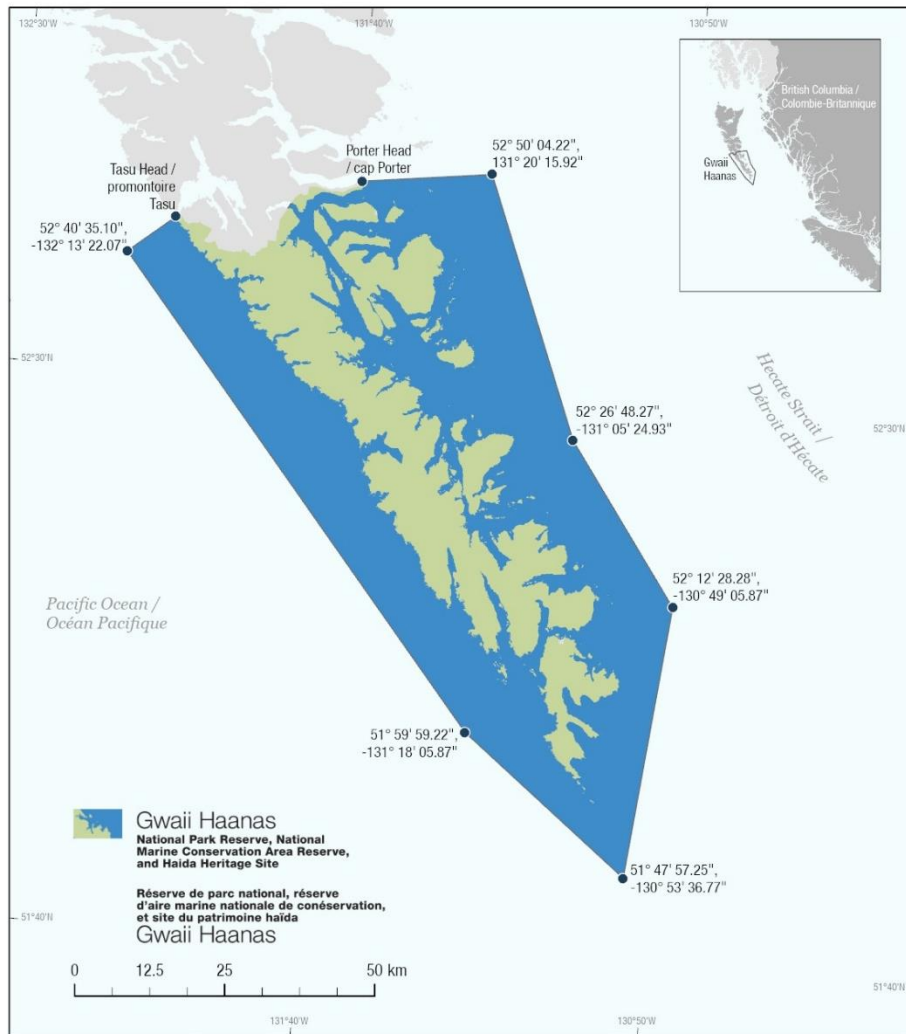 132°30'W
131°40'W
130°50'W
British Columbia /
Colombie-Britannique
Gwaii
Haanas
Porter Head
/ cap Porter
52° 50' 04.22",
131° 20' 15.92"
Tasu Head /
promontoire
Tasu
52° 40' 35.10",
-132° 13' 22.07"
52°30'N
Hecate Strait /
Détroit d'Hécate
52° 26' 48.27",
-131° 05' 24.93"
52°30'N
52° 12' 28.28",
-130° 49' 05.87"
Pacific Ocean /
Océan Pacifique
51° 59' 59.22",
-131° 18' 05.87"
Gwaii Haanas
National Park Reserve, National
Marine Conservation Area Reserve,
and Haida Heritage Site
51° 47' 57.25",
-130° 53' 36.77"
Réserve de parc national, réserve
d'aire marine nationale de conéservation,
et site du patrimoine haïda
Gwaii Haanas
51°40'N
0 12.5 25 50 km
51°40'N
131°40'W
130°50'W